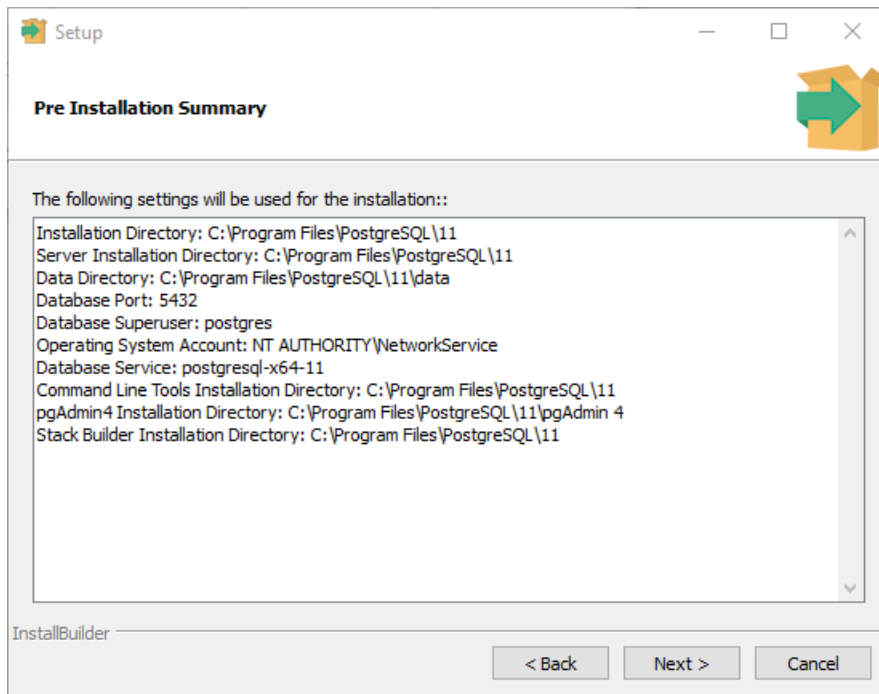 Setup
Pre Installation Summary
The following settings will be used for the installation::
Installation Directory: C:\Program Files\PostgreSQL\11
Server Installation Directory: C:\Program Files\PostgreSQL\11
Data Directory: C:\Program Files\PostgreSQL\11\data
Database Port: 5432
Database Superuser: postgres
Operating System Account: NT AUTHORITY\NetworkService
Database Service: postgresql-x64-11
Command Line Tools Installation Directory: C:\Program Files\PostgreSQL\11
pgAdmin4 Installation Directory: C:\Program Files\PostgreSQL\11\pgAdmin 4
Stack Builder Installation Directory: C:\Program Files\PostgreSQL\11
InstallBuilder
< Back Next > Cancel